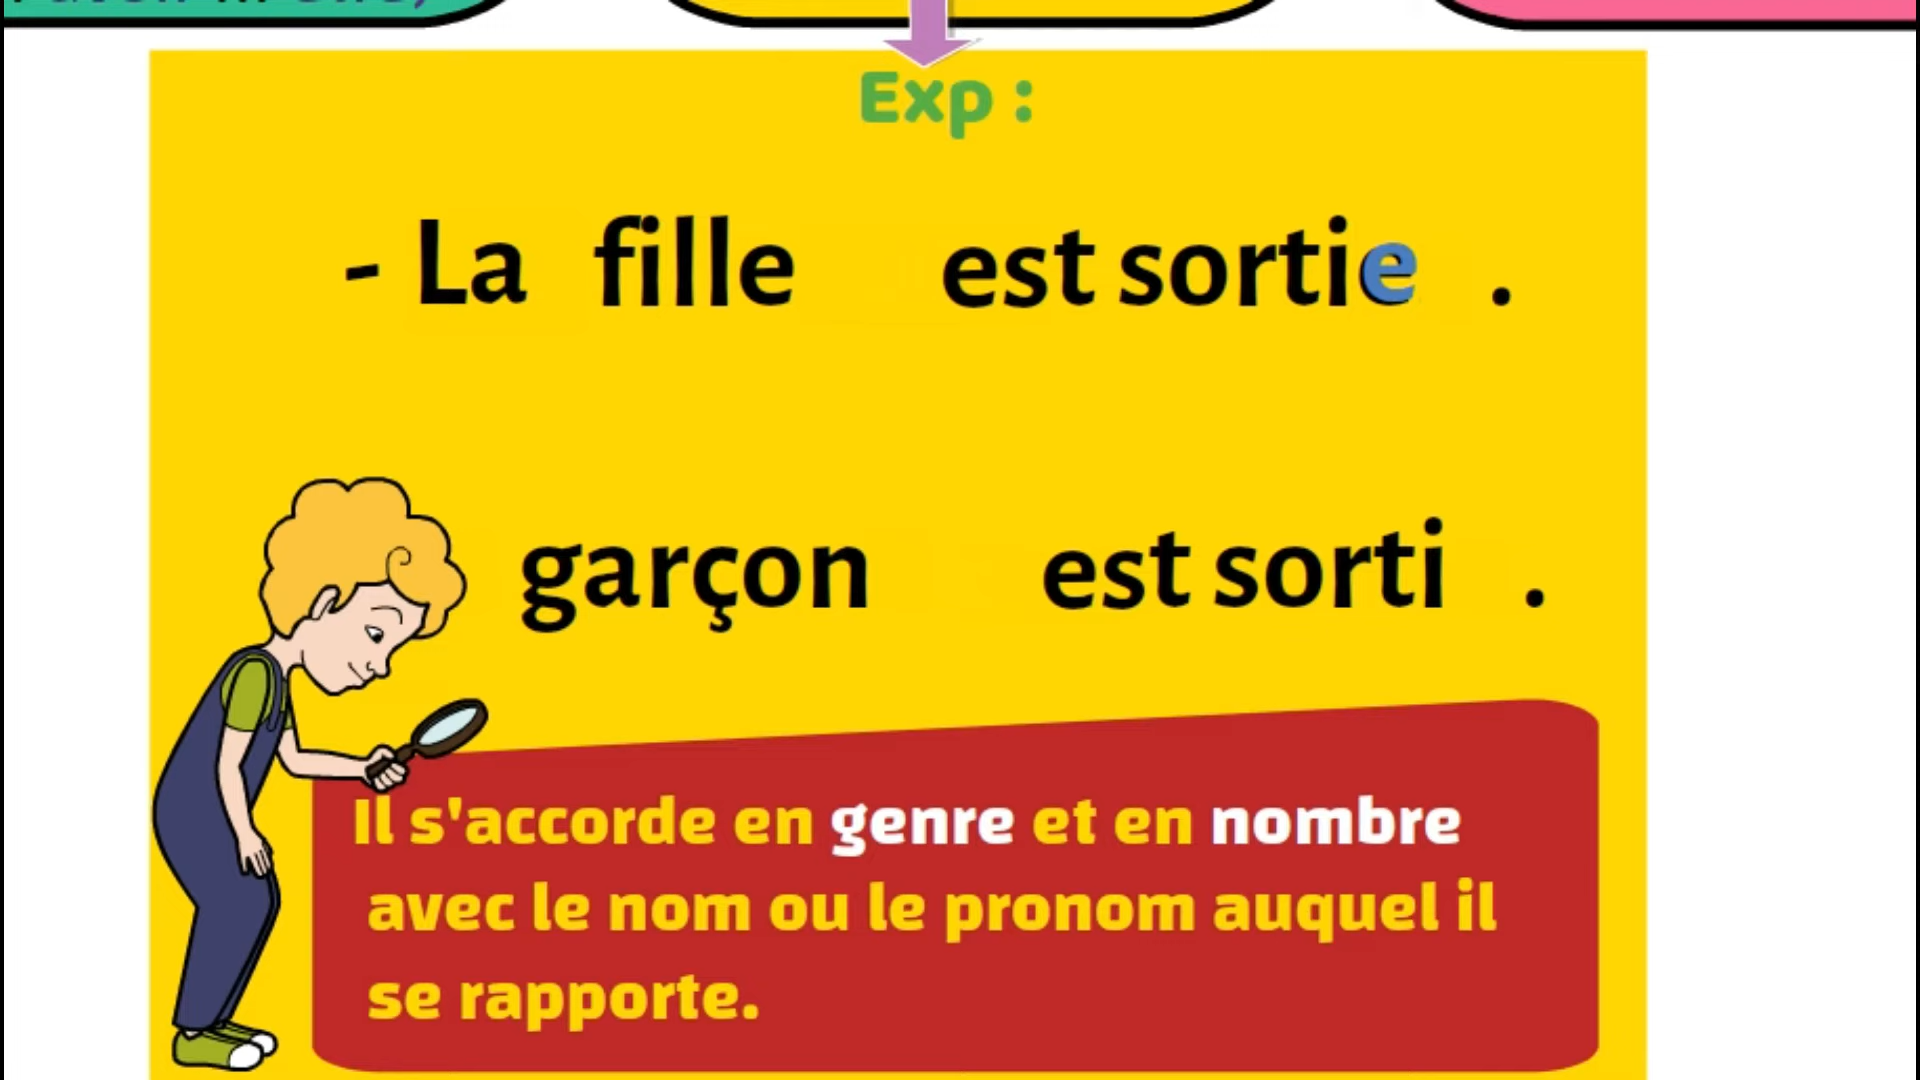 Exp :
- La fille est sortie .
garçon est sorti .
Il s'accorde en genre et en nombre
avec le nom ou le pronom auquel il
se rapporte.